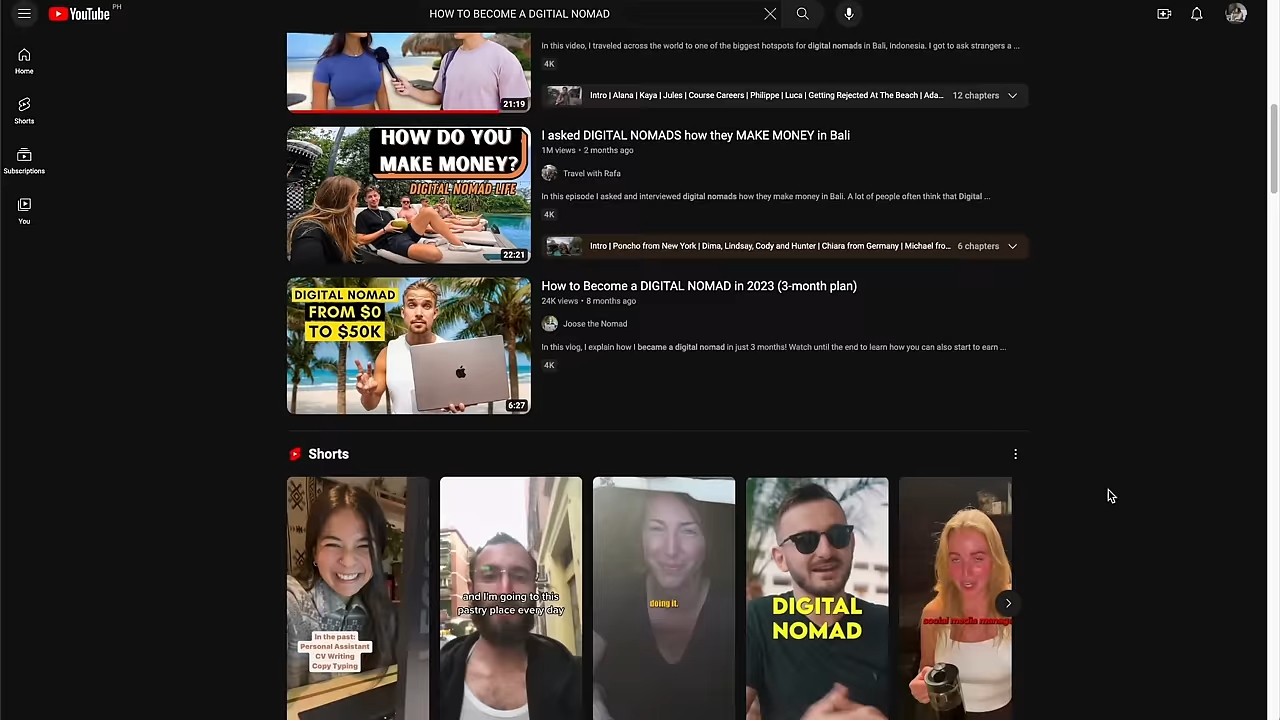 YouTube PH
HOW TO BECOME A DGITIAL NOMAD
Home
Shorts
Subscriptions
You
21:19
In this video, I traveled across the world to one of the biggest hotspots for digital nomads in Bali, Indonesia. I got to ask strangers a ...
4K
Intro | Alana | Kaya | Jules | Course Careers | Philippe | Luca | Getting Rejected At The Beach | Ada...
12 chapters
HOW DO YOU
MAKE MONEY?
DIGITAL NOMAD LIFE
22:21
I asked DIGITAL NOMADS how they MAKE MONEY in Bali
1M views • 2 months ago
Travel with Rafa
In this episode I asked and interviewed digital nomads how they make money in Bali. A lot of people often think that Digital ...
4K
Intro | Poncho from New York | Dima, Lindsay, Cody and Hunter | Chiara from Germany | Michael fro...
6 chapters
DIGITAL NOMAD
FROM $0
TO $50K
6:27
How to Become a DIGITAL NOMAD in 2023 (3-month plan)
24K views • 8 months ago
Joose the Nomad
In this vlog, I explain how I became a digital nomad in just 3 months! Watch until the end to learn how you can also start to earn ...
4K
Shorts
In the past:
Personal Assistant
CV Writing
Copy Typing
and I'm going to this
pastry place every day
doing it.
DIGITAL
NOMAD
social media manag